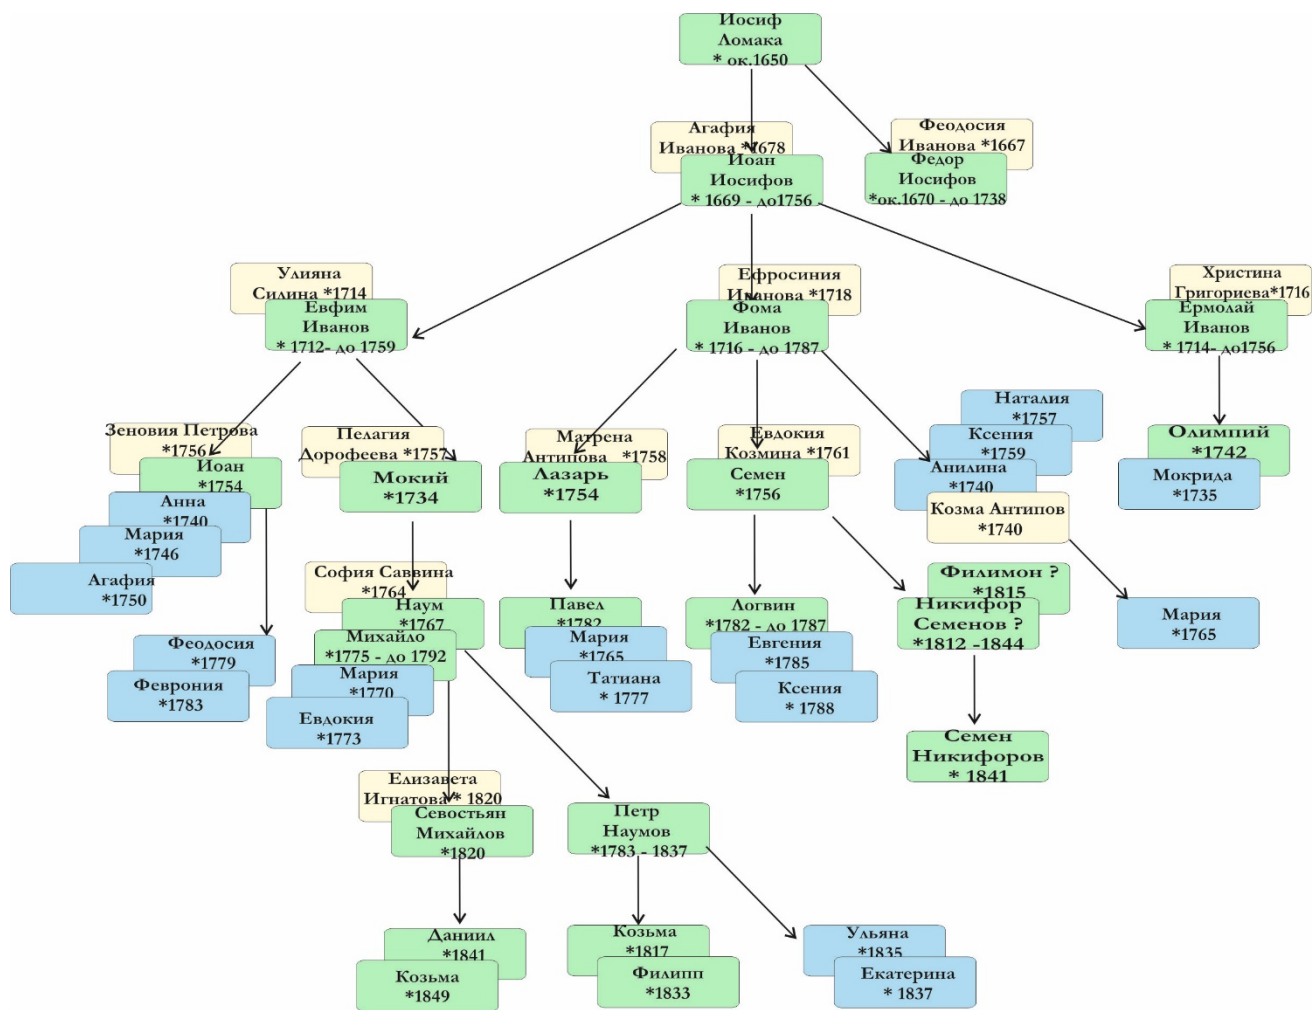 Иосиф
Ломака
* ок.1650
Агафия
Иванова *1678
Иоан
Иосифов
* 1669 - до1756
Феодосия
Иванова *1667
Федор
Иосифов
*ок.1670 - до 1738
Улияна
Силина *1714
Евфим
Иванов
* 1712- до 1759
Ефросиния
Иванова *1718
Фома
Иванов
* 1716 - до 1787
Христина
Григориева*1716
Ермолай
Иванов
* 1714- до1756
Зеновия Петрова
*1756
Иоан
*1754
Анна
*1740
Мария
*1746
Агафия
*1750
Пелагия
Дорофеева *1757
Мокий
*1734
Матрена
Антипова *1758
Лазарь
*1754
Евдокия
Козмина *1761
Семен
*1756
Наталия
*1757
Ксения
*1759
Анилина
*1740
Козма Антипов
*1740
Олимпий
*1742
Мокрида
*1735
Феодосия
*1779
Феврония
*1783
София Саввина
*1764
Наум
*1767
Михайло
*1775 - до 1792
Мария
*1770
Евдокия
*1773
Павел
*1782
Мария
*1765
Татиана
* 1777
Логвин
*1782 - до 1787
Евгения
*1785
Ксения
* 1788
Филимон ?
*1815
Никифор
Семенов ?
*1812 -1844
Мария
*1765
Семен
Никифоров
* 1841
Елизавета
Игнатова * 1820
Севостьян
Михайлов
*1820
Петр
Наумов
*1783 - 1837
Даниил
*1841
Козьма
*1849
Козьма
*1817
Филипп
*1833
Ульяна
*1835
Екатерина
* 1837